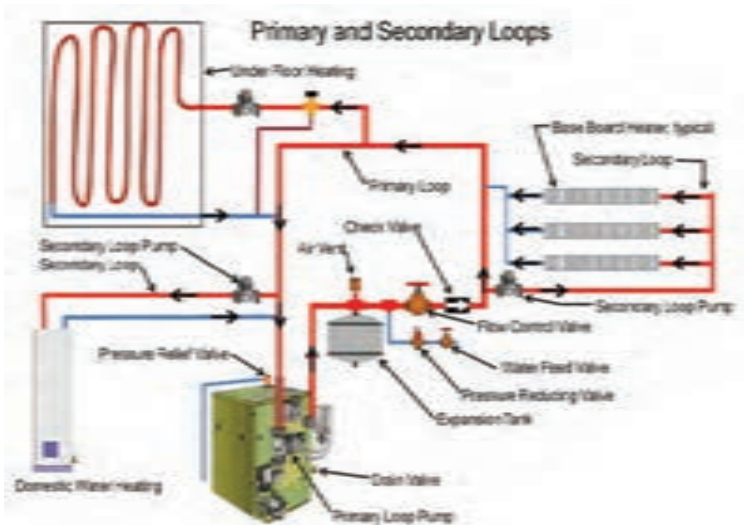 Primary and Secondary Loops
Under Floor Heating
Base Board Heater, typical
Secondary Loop
Primary Loop
Check Valve
Air Vent
Secondary Loop Pump
Secondary Loop
Secondary Loop Pump
Flow Control Valve
Pressure Relief Valve
Water Feed Valve
Pressure Reducing Valve
Expansion Tank
Domestic Water Heating
Drain Valve
Primary Loop Pump